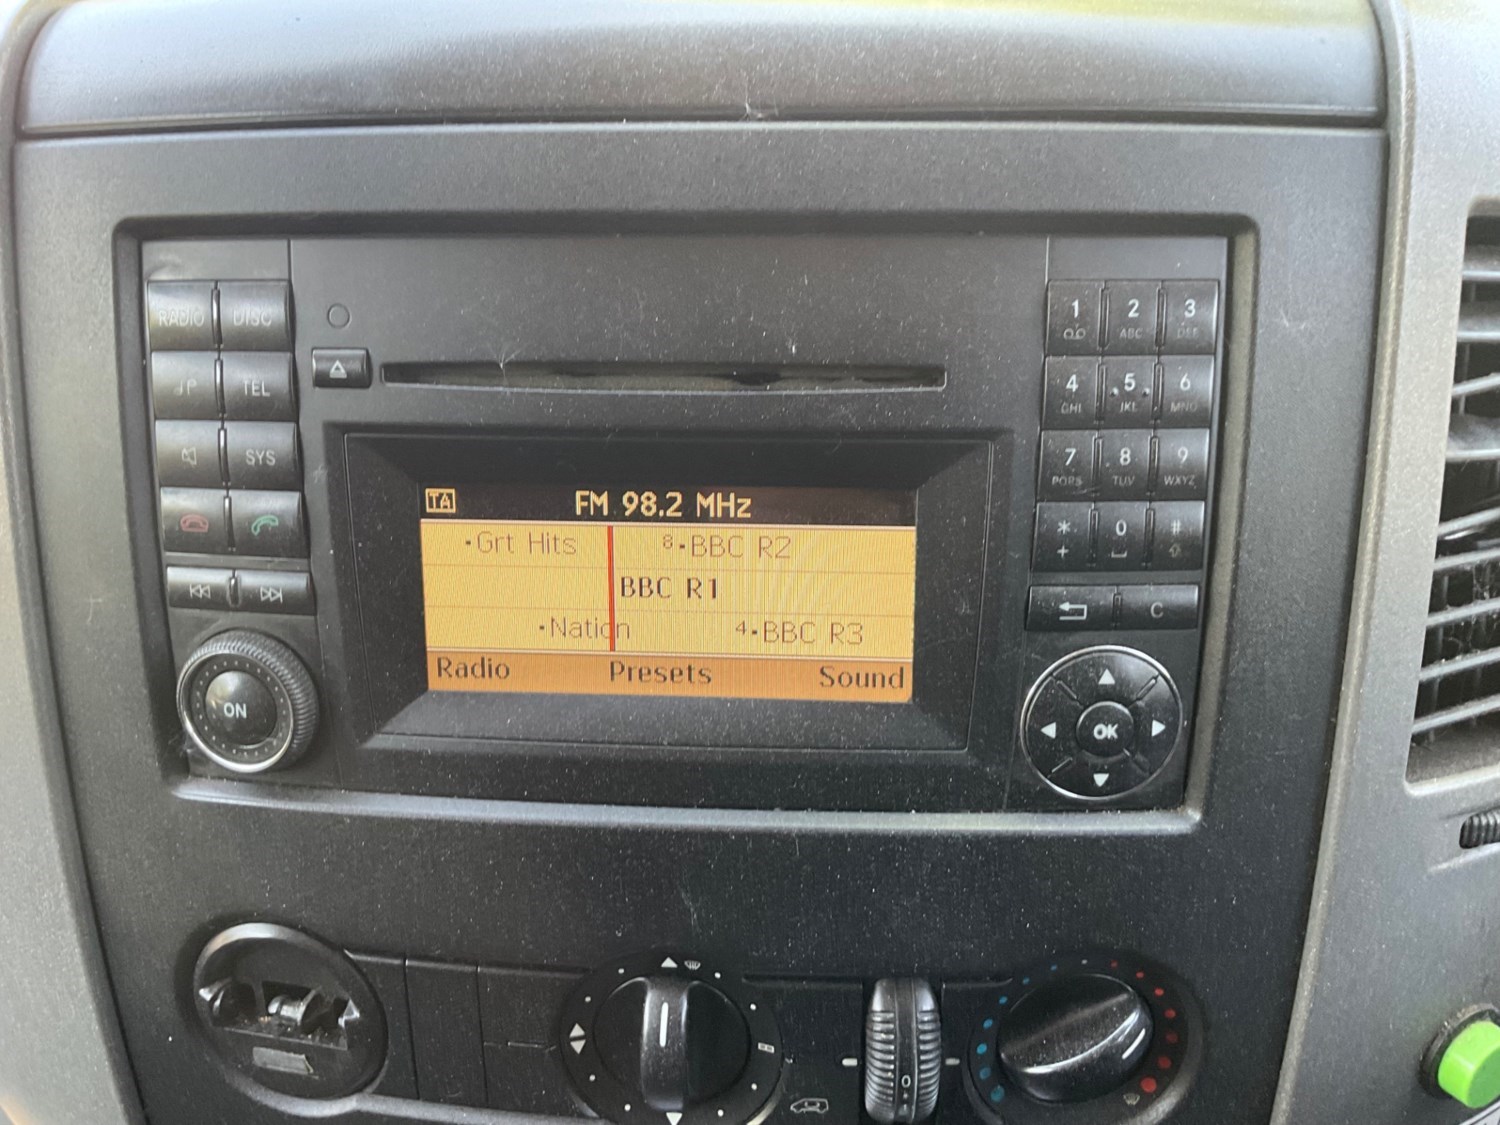 RADIO DISC
TEL
SYS
ON
TA FM 98.2 MHz
Grt Hits 8 BBC R2
BBC R1
Nation 4 BBC R3
Radio Presets Sound
1 2 3
ABC DEF
4 5 6
GHI JKL MNO
7 8 9
PQRS TUV WXYZ
* 0 #
+
C
OK
0